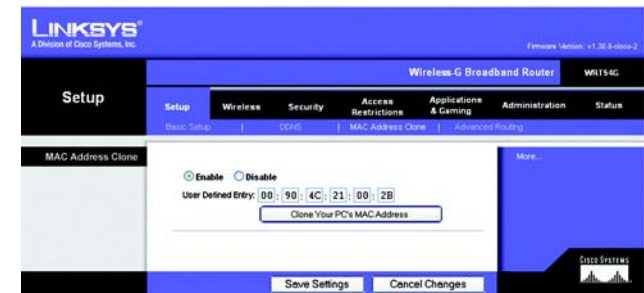 LINKSYS®
A Division of Cisco Systems, Inc.
Firmware Version: v1.30.8-cisco-2
Wireless-G Broadband Router WRT54G
Setup
Setup Wireless Security Access Restrictions Applications & Gaming Administration Status
Basic Setup | DDNS | MAC Address Clone | Advanced Routing
MAC Address Clone
Enable Disable
More...
User Defined Entry: 00 : 90 : 4C : 21 : 00 : 2B
Clone Your PC's MAC Address
CISCO SYSTEMS
Save Settings Cancel Changes